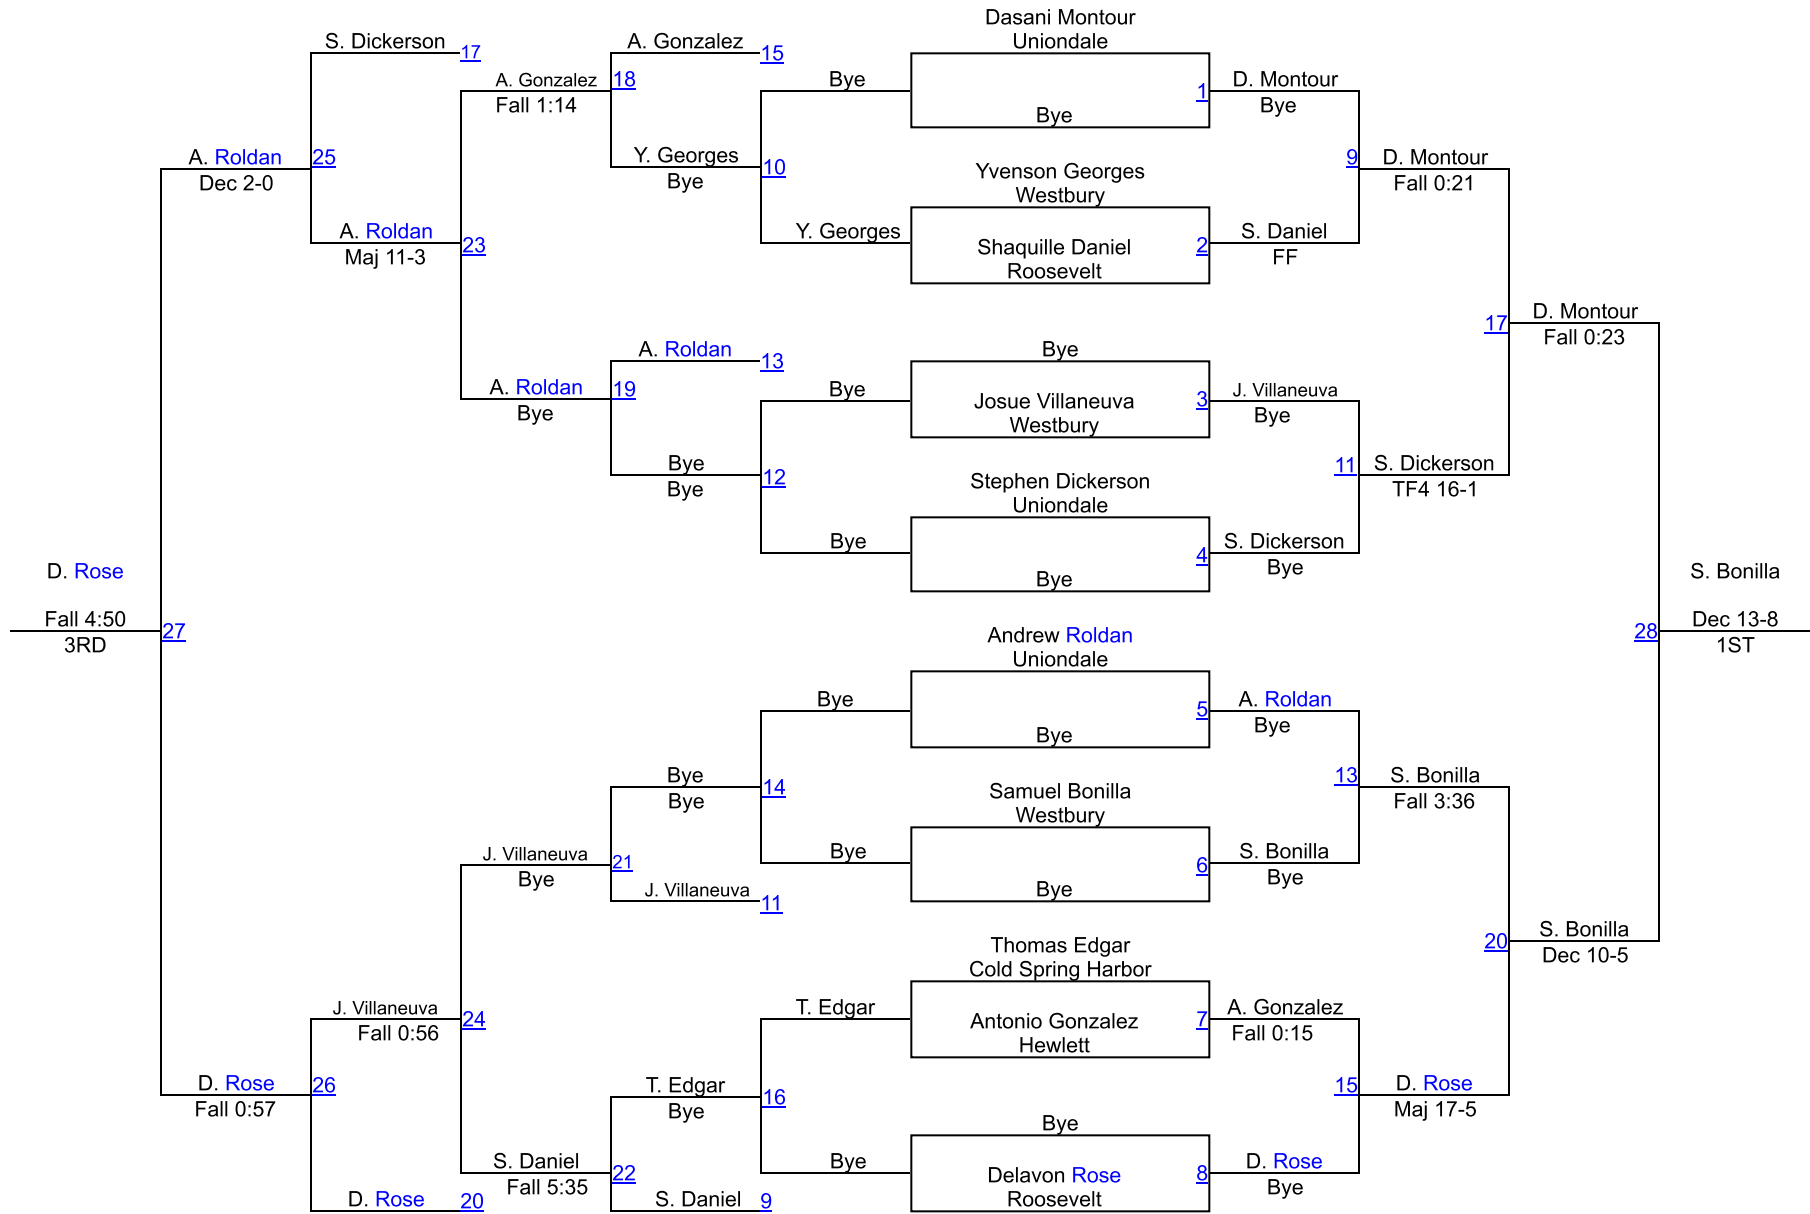 Dasani Montour
Uniondale
S. Dickerson
17
A. Gonzalez
15
A. Gonzalez
18
Bye
1
D. Montour
Fall 1:14
Bye
Bye
A. Roldan
25
Y. Georges
10
9
D. Montour
Dec 2-0
Bye
Yvenson Georges
Fall 0:21
Westbury
A. Roldan
23
Y. Georges
Shaquille Daniel
2
S. Daniel
Maj 11-3
Roosevelt
FF
17
D. Montour
Fall 0:23
A. Roldan
13
Bye
A. Roldan
19
Bye
Josue Villaneuva
3
J. Villaneuva
Bye
Westbury
Bye
Bye
12
11
S. Dickerson
Bye
Stephen Dickerson
TF4 16-1
Uniondale
Bye
4
S. Dickerson
Bye
Bye
D. Rose
S. Bonilla
Fall 4:50
27
28
Dec 13-8
3RD
1ST
Andrew Roldan
Uniondale
Bye
5
A. Roldan
Bye
Bye
Bye
14
13
S. Bonilla
Bye
Samuel Bonilla
Fall 3:36
Westbury
J. Villaneuva
21
Bye
6
S. Bonilla
Bye
J. Villaneuva
11
Bye
Bye
20
S. Bonilla
Thomas Edgar
Dec 10-5
Cold Spring Harbor
J. Villaneuva
24
T. Edgar
Antonio Gonzalez
7
A. Gonzalez
Fall 0:56
Hewlett
Fall 0:15
D. Rose
26
T. Edgar
16
15
D. Rose
Fall 0:57
Bye
Bye
Maj 17-5
S. Daniel
22
Bye
Delavon Rose
8
D. Rose
Fall 5:35
Roosevelt
Bye
D. Rose
20
S. Daniel
9